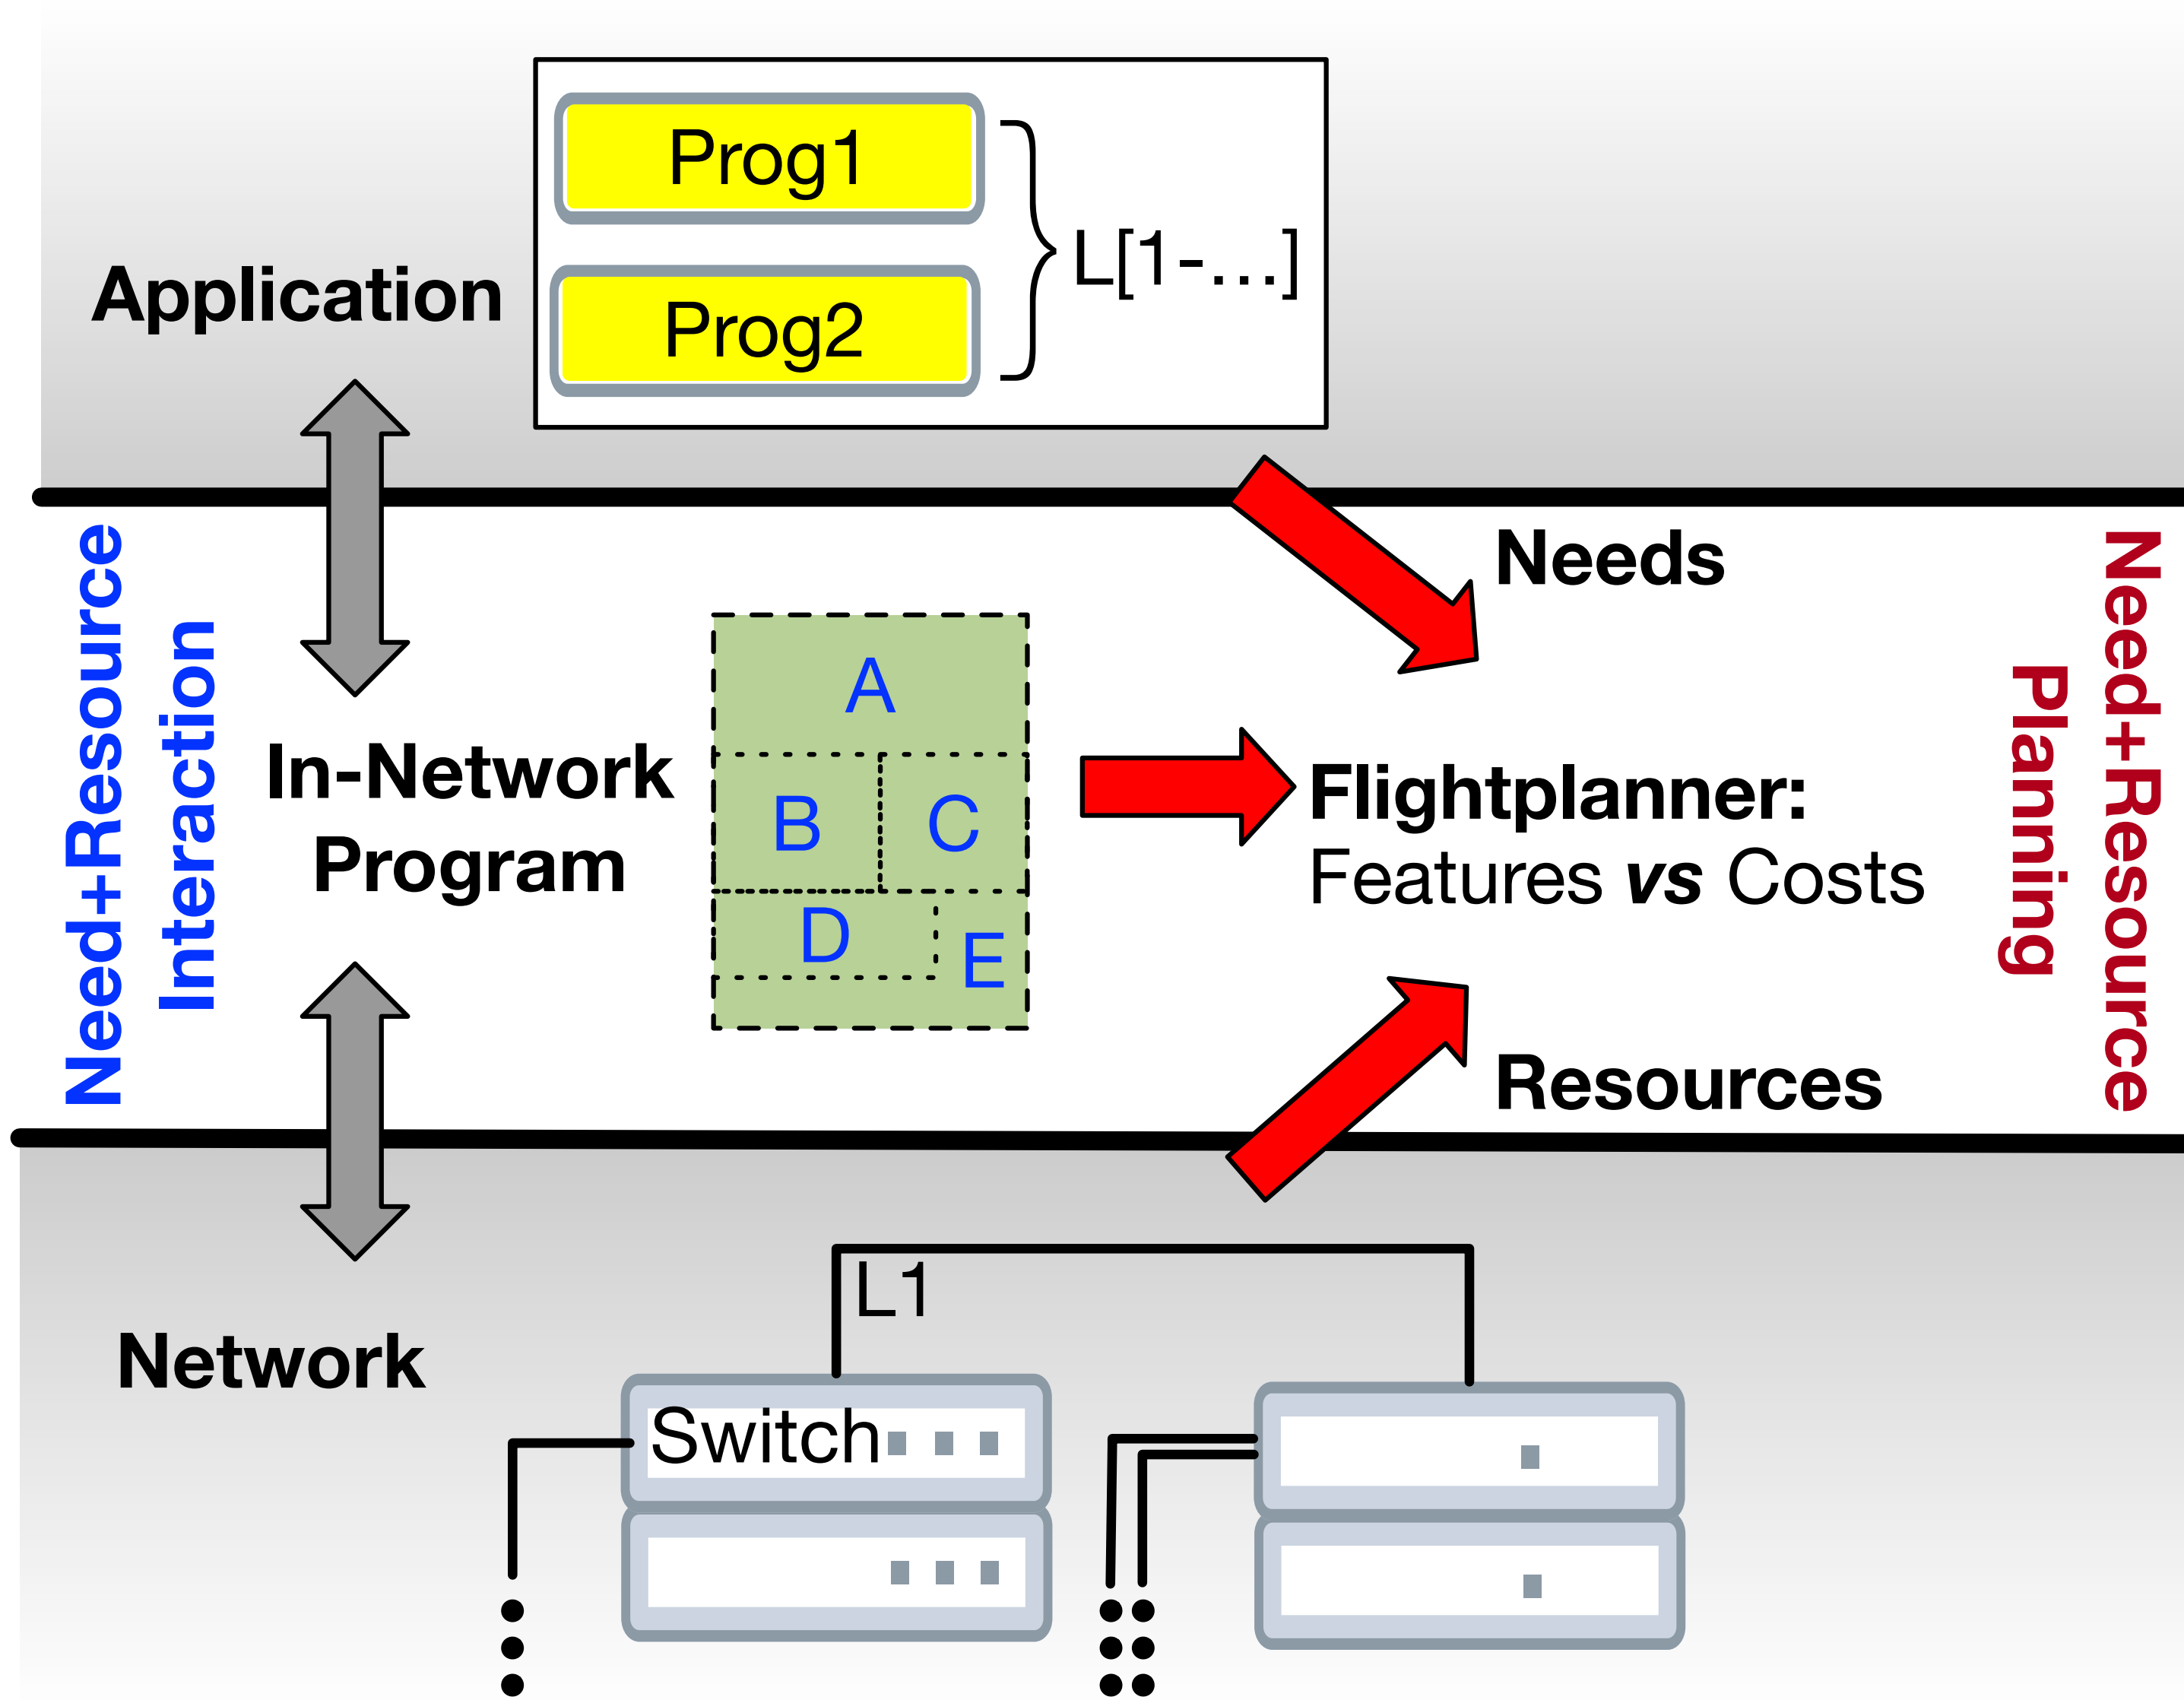 Prog1
Prog2
L[1-...]
Application
Need+Resource
Interaction
In-Network
Program
A
B
C
D
E
Needs
Flightplanner:
Features vs Costs
Resources
Need+Resource
Planning
Network
L1
Switch